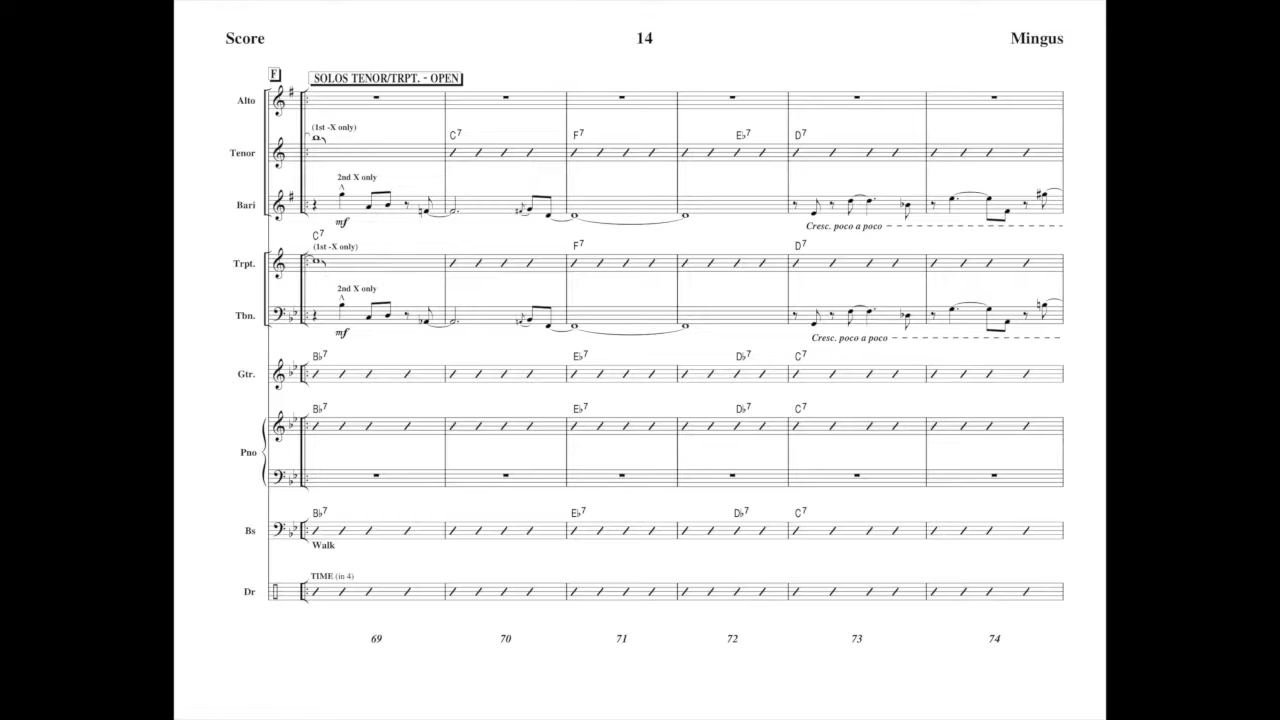 Score 14 Mingus
F SOLOS TENOR/TRPT. - OPEN
Alto
(1st -X only) C7 F7 E♭7 D7
Tenor
2nd X only
Bari
mf Cresc. poco a poco
C7 F7 D7
(1st -X only)
Trpt.
2nd X only
Tbn.
mf Cresc. poco a poco
B♭7 E♭7 D♭7 C7
Gtr.
B♭7 E♭7 D♭7 C7
Pno
B♭7 E♭7 D♭7 C7
Bs
Walk
TIME (in 4)
Dr
69 70 71 72 73 74